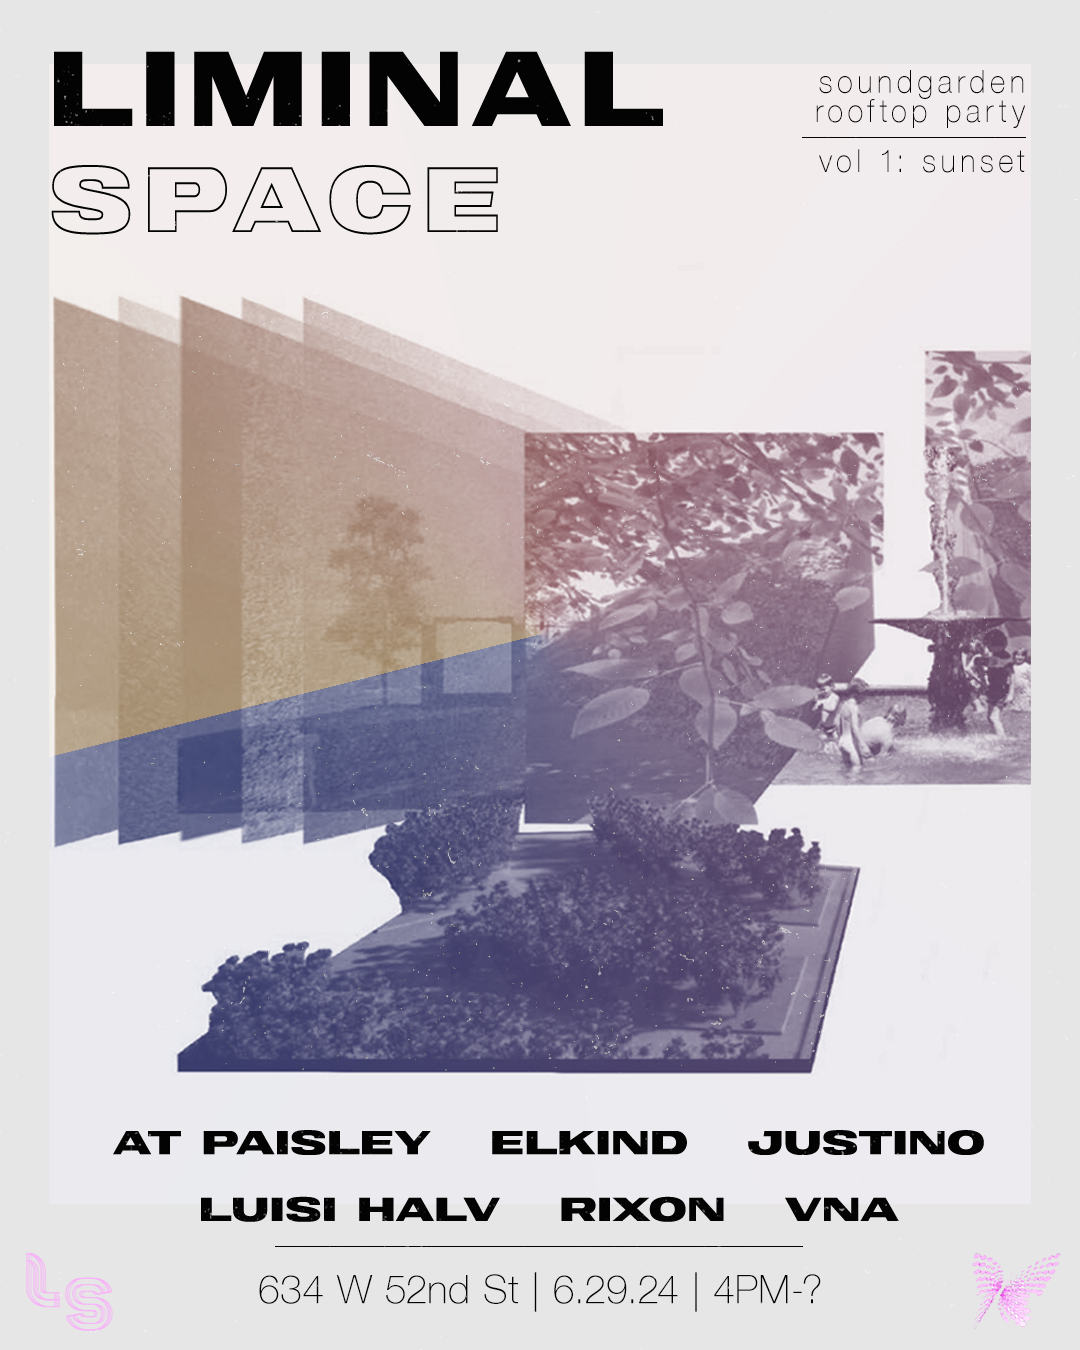 LIMINAL
SPACE
soundgarden
rooftop party
vol 1: sunset
AT PAISLEY ELKIND JUSTINO
LUISI HALV RIXON VNA
634 W 52nd St | 6.29.24 | 4PM-?
LS